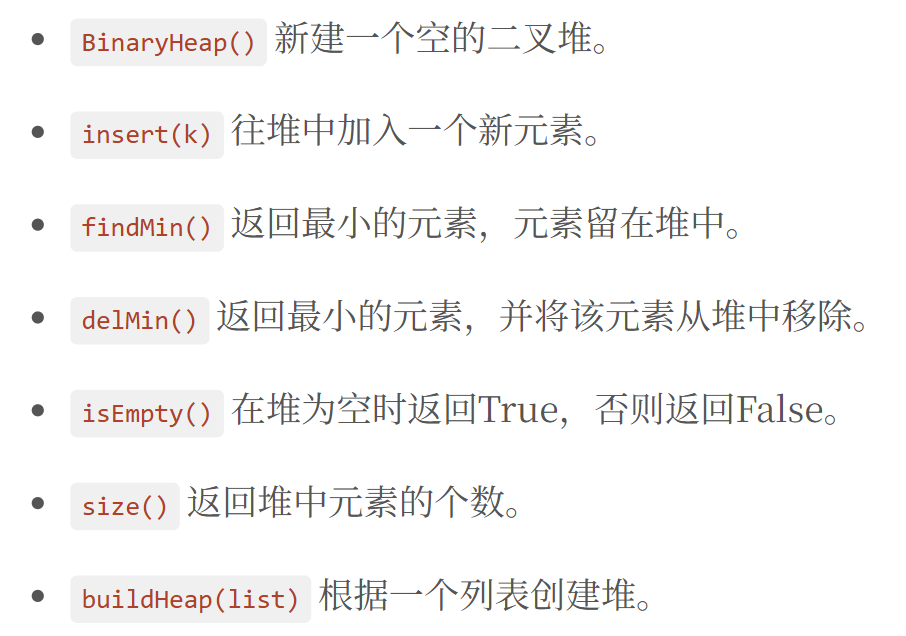 BinaryHeap() 新建一个空的二叉堆。
insert(k) 往堆中加入一个新元素。
findMin() 返回最小的元素，元素留在堆中。
delMin() 返回最小的元素，并将该元素从堆中移除。
isEmpty() 在堆为空时返回True，否则返回False。
size() 返回堆中元素的个数。
buildHeap(list) 根据一个列表创建堆。